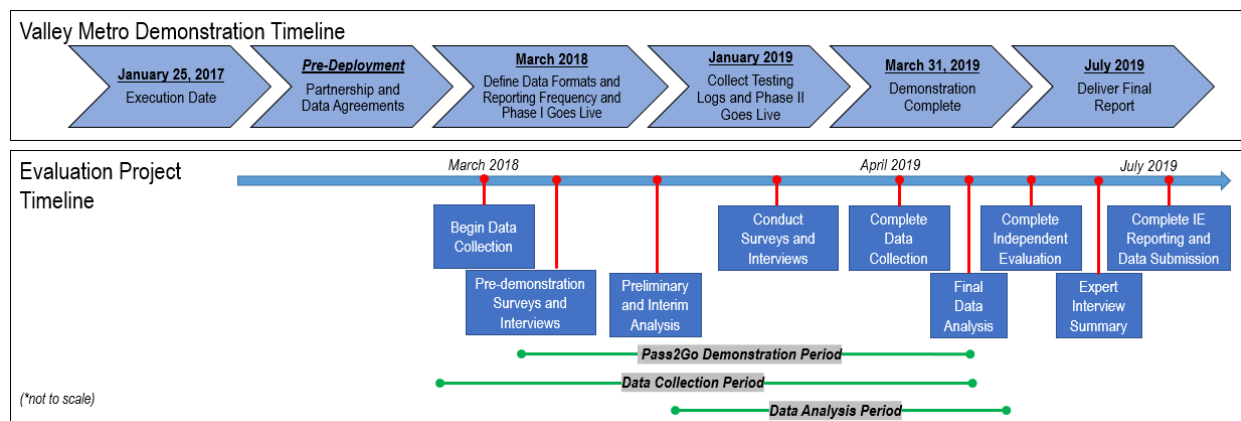 Valley Metro Demonstration Timeline
January 25, 2017
Execution Date
Pre-Deployment
Partnership and
Data Agreements
March 2018
Define Data Formats and
Reporting Frequency and
Phase I Goes Live
January 2019
Collect Testing
Logs and Phase II
Goes Live
March 31, 2019
Demonstration
Complete
July 2019
Deliver Final
Report
Evaluation Project
Timeline
March 2018
April 2019
July 2019
Begin Data
Collection
Pre-demonstration
Surveys and
Interviews
Preliminary
and Interim
Analysis
Conduct
Surveys and
Interviews
Complete
Data
Collection
Final
Data
Analysis
Complete
Independent
Evaluation
Expert
Interview
Summary
Complete IE
Reporting and
Data Submission
Pass2Go Demonstration Period
Data Collection Period
Data Analysis Period
(*not to scale)